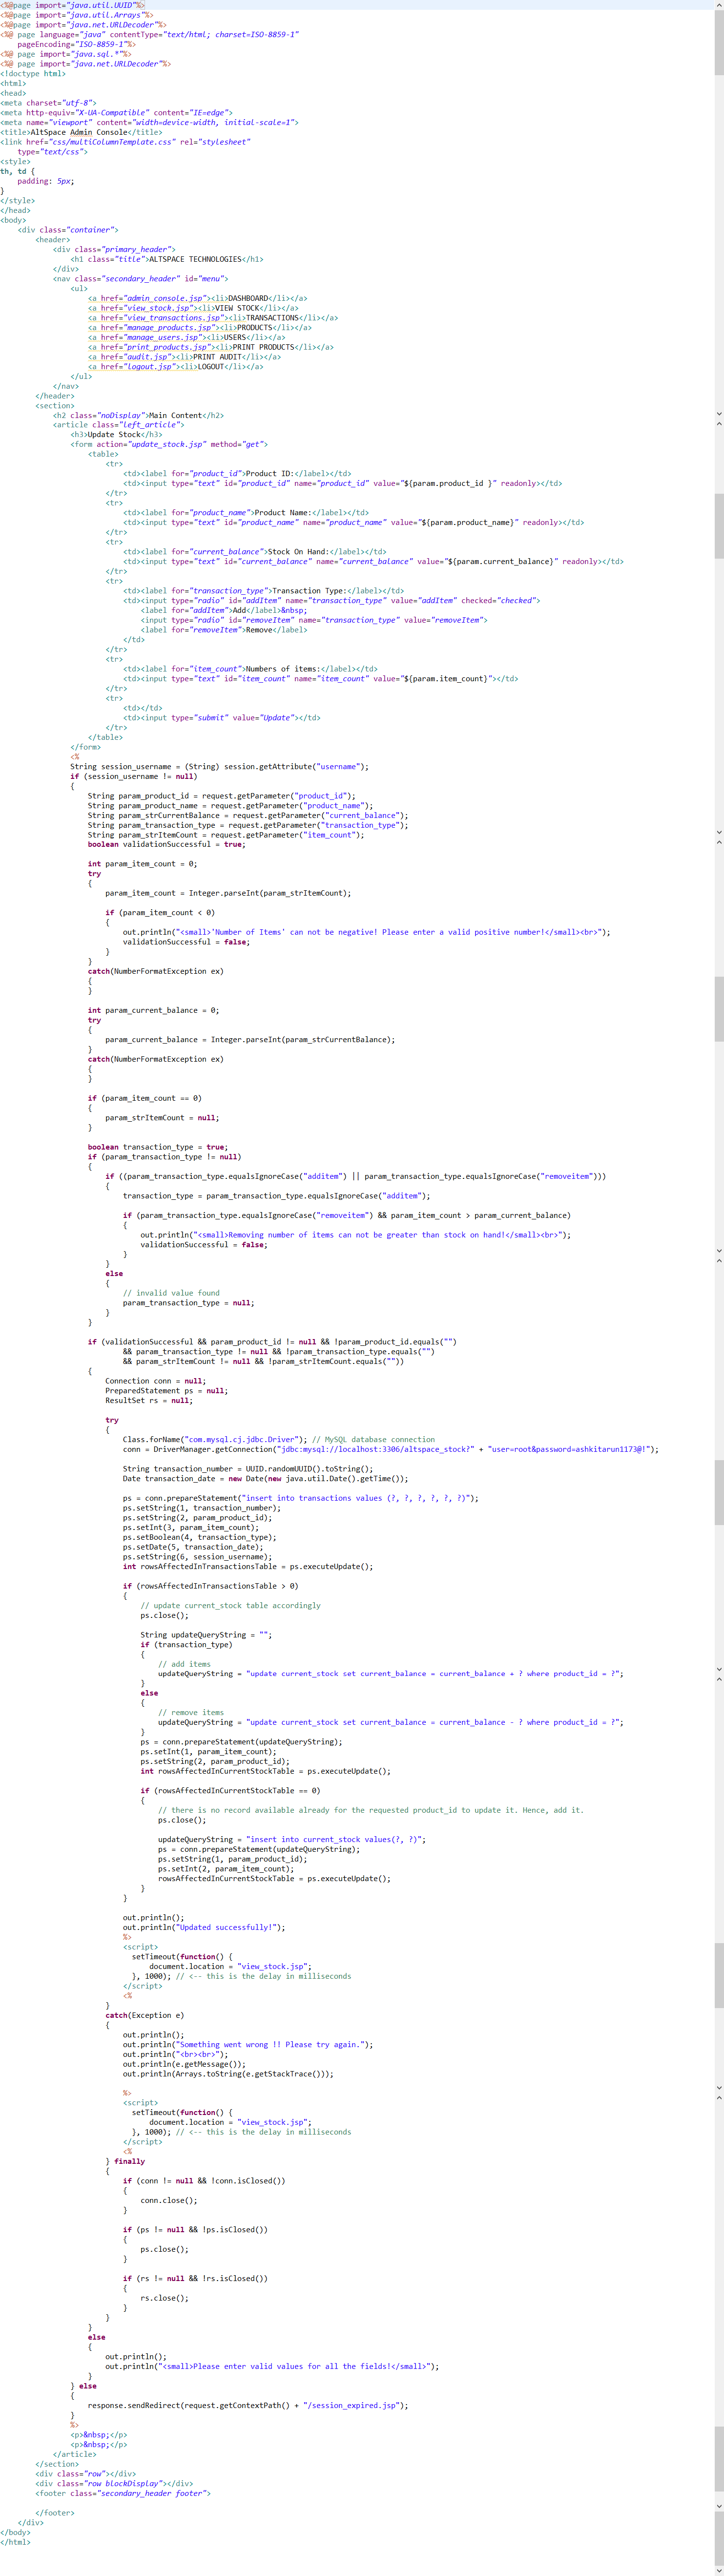 <%@page import="java.util.UUID"%>
<%@page import="java.util.Arrays"%>
<%@page import="java.net.URLDecoder"%>
<%@ page language="java" contentType="text/html; charset=ISO-8859-1"
    pageEncoding="ISO-8859-1"%>
<%@ page import="java.sql.*"%>
<%@ page import="java.net.URLDecoder"%>
<!doctype html>
<html>
<head>
<meta charset="utf-8">
<meta http-equiv="X-UA-Compatible" content="IE=edge">
<meta name="viewport" content="width=device-width, initial-scale=1">
<title>AltSpace Admin Console</title>
<link href="css/multiColumnTemplate.css" rel="stylesheet"
    type="text/css">
<style>
th, td {
    padding: 5px;
}
</style>
</head>
<body>
    <div class="container">
        <header>
            <div class="primary_header">
                <h1 class="title">ALTSPACE TECHNOLOGIES</h1>
            </div>
            <nav class="secondary_header" id="menu">
                <ul>
                    <a href="admin_console.jsp"><li>DASHBOARD</li></a>
                    <a href="view_stock.jsp"><li>VIEW STOCK</li></a>
                    <a href="view_transactions.jsp"><li>TRANSACTIONS</li></a>
                    <a href="manage_products.jsp"><li>PRODUCTS</li></a>
                    <a href="manage_users.jsp"><li>USERS</li></a>
                    <a href="print_products.jsp"><li>PRINT PRODUCTS</li></a>
                    <a href="audit.jsp"><li>PRINT AUDIT</li></a>
                    <a href="logout.jsp"><li>LOGOUT</li></a>
                </ul>
            </nav>
        </header>
        <section>
            <h2 class="noDisplay">Main Content</h2>
            <article class="left_article">
                <h3>Update Stock</h3>
                <form action="update_stock.jsp" method="get">
                    <table>
                        <tr>
                            <td><label for="product_id">Product ID:</label></td>
                            <td><input type="text" id="product_id" name="product_id" value="${param.product_id }" readonly></td>
                        </tr>
                        <tr>
                            <td><label for="product_name">Product Name:</label></td>
                            <td><input type="text" id="product_name" name="product_name" value="${param.product_name}" readonly></td>
                        </tr>
                        <tr>
                            <td><label for="current_balance">Stock On Hand:</label></td>
                            <td><input type="text" id="current_balance" name="current_balance" value="${param.current_balance}" readonly></td>
                        </tr>
                        <tr>
                            <td><label for="transaction_type">Transaction Type:</label></td>
                            <td><input type="radio" id="addItem" name="transaction_type" value="addItem" checked="checked">
                                <label for="addItem">Add</label>&nbsp;
                                <input type="radio" id="removeItem" name="transaction_type" value="removeItem">
                                <label for="removeItem">Remove</label>
                            </td>
                        </tr>
                        <tr>
                            <td><label for="item_count">Numbers of items:</label></td>
                            <td><input type="text" id="item_count" name="item_count" value="${param.item_count}"></td>
                        </tr>
                        <tr>
                            <td></td>
                            <td><input type="submit" value="Update"></td>
                        </tr>
                    </table>
                </form>
                <%
                String session_username = (String) session.getAttribute("username");
                if (session_username != null)
                {
                    String param_product_id = request.getParameter("product_id");
                    String param_product_name = request.getParameter("product_name");
                    String param_strCurrentBalance = request.getParameter("current_balance");
                    String param_transaction_type = request.getParameter("transaction_type");
                    String param_strItemCount = request.getParameter("item_count");
                    boolean validationSuccessful = true;

                    int param_item_count = 0;
                    try
                    {
                        param_item_count = Integer.parseInt(param_strItemCount);

                        if (param_item_count < 0)
                        {
                            out.println("<small>'Number of Items' can not be negative! Please enter a valid positive number!</small><br>");
                            validationSuccessful = false;
                        }
                    }
                    catch(NumberFormatException ex)
                    {
                    }

                    int param_current_balance = 0;
                    try
                    {
                        param_current_balance = Integer.parseInt(param_strCurrentBalance);
                    }
                    catch(NumberFormatException ex)
                    {
                    }

                    if (param_item_count == 0)
                    {
                        param_strItemCount = null;
                    }

                    boolean transaction_type = true;
                    if (param_transaction_type != null)
                    {
                        if ((param_transaction_type.equalsIgnoreCase("additem") || param_transaction_type.equalsIgnoreCase("removeitem")))
                        {
                            transaction_type = param_transaction_type.equalsIgnoreCase("additem");

                            if (param_transaction_type.equalsIgnoreCase("removeitem") && param_item_count > param_current_balance)
                            {
                                out.println("<small>Removing number of items can not be greater than stock on hand!</small><br>");
                                validationSuccessful = false;
                            }
                        }
                        else
                        {
                            // invalid value found
                            param_transaction_type = null;
                        }
                    }

                    if (validationSuccessful && param_product_id != null && !param_product_id.equals("")
                            && param_transaction_type != null && !param_transaction_type.equals("")
                            && param_strItemCount != null && !param_strItemCount.equals(""))
                    {
                        Connection conn = null;
                        PreparedStatement ps = null;
                        ResultSet rs = null;

                        try
                        {
                            Class.forName("com.mysql.cj.jdbc.Driver"); // MySQL database connection
                            conn = DriverManager.getConnection("jdbc:mysql://localhost:3306/altspace_stock?" + "user=root&password=ashkitarun1173@!");

                            String transaction_number = UUID.randomUUID().toString();
                            Date transaction_date = new Date(new java.util.Date().getTime());

                            ps = conn.prepareStatement("insert into transactions values (?, ?, ?, ?, ?, ?)");
                            ps.setString(1, transaction_number);
                            ps.setString(2, param_product_id);
                            ps.setInt(3, param_item_count);
                            ps.setBoolean(4, transaction_type);
                            ps.setDate(5, transaction_date);
                            ps.setString(6, session_username);
                            int rowsAffectedInTransactionsTable = ps.executeUpdate();

                            if (rowsAffectedInTransactionsTable > 0)
                            {
                                // update current_stock table accordingly
                                ps.close();

                                String updateQueryString = "";
                                if (transaction_type)
                                {
                                    // add items
                                    updateQueryString = "update current_stock set current_balance = current_balance + ? where product_id = ?";
                                }
                                else
                                {
                                    // remove items
                                    updateQueryString = "update current_stock set current_balance = current_balance - ? where product_id = ?";
                                }
                                ps = conn.prepareStatement(updateQueryString);
                                ps.setInt(1, param_item_count);
                                ps.setString(2, param_product_id);
                                int rowsAffectedInCurrentStockTable = ps.executeUpdate();

                                if (rowsAffectedInCurrentStockTable == 0)
                                {
                                    // there is no record available already for the requested product_id to update it. Hence, add it.
                                    ps.close();

                                    updateQueryString = "insert into current_stock values(?, ?)";
                                    ps = conn.prepareStatement(updateQueryString);
                                    ps.setString(1, param_product_id);
                                    ps.setInt(2, param_item_count);
                                    rowsAffectedInCurrentStockTable = ps.executeUpdate();
                                }
                            }

                            out.println();
                            out.println("Updated successfully!");
                            %>
                            <script>
                              setTimeout(function() {
                                  document.location = "view_stock.jsp";
                              }, 1000); // <-- this is the delay in milliseconds
                            </script>
                            <%
                        }
                        catch(Exception e)
                        {
                            out.println();
                            out.println("Something went wrong !! Please try again.");
                            out.println("<br><br>");
                            out.println(e.getMessage());
                            out.println(Arrays.toString(e.getStackTrace()));

                            %>
                            <script>
                              setTimeout(function() {
                                  document.location = "view_stock.jsp";
                              }, 1000); // <-- this is the delay in milliseconds
                            </script>
                            <%
                        } finally
                        {
                            if (conn != null && !conn.isClosed())
                            {
                                conn.close();
                            }

                            if (ps != null && !ps.isClosed())
                            {
                                ps.close();
                            }

                            if (rs != null && !rs.isClosed())
                            {
                                rs.close();
                            }
                        }
                    }
                    else
                    {
                        out.println();
                        out.println("<small>Please enter valid values for all the fields!</small>");
                    }
                } else
                {
                    response.sendRedirect(request.getContextPath() + "/session_expired.jsp");
                }
                %>
                <p>&nbsp;</p>
                <p>&nbsp;</p>
            </article>
        </section>
        <div class="row"></div>
        <div class="row blockDisplay"></div>
        <footer class="secondary_header footer">

        </footer>
    </div>
</body>
</html>